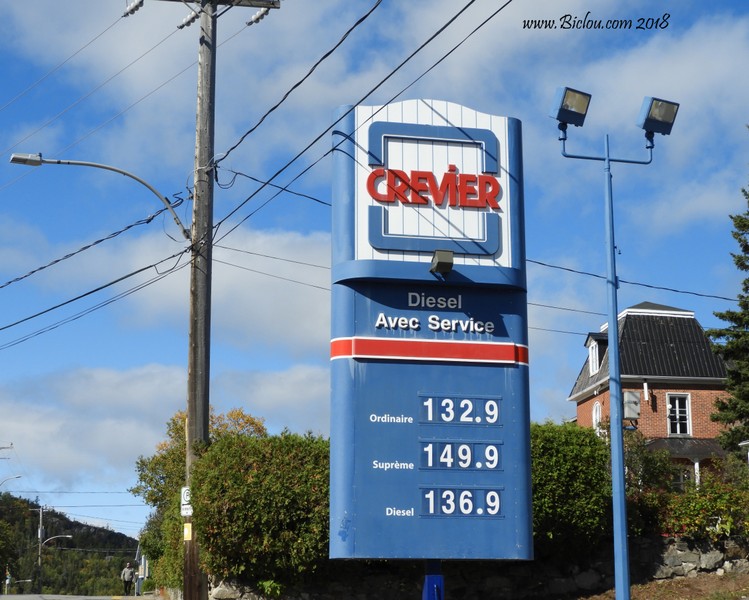 www.Biclou.com 2018
CREVIER
Diesel
Avec Service
Ordinaire 132.9
Suprême 149.9
Diesel 136.9